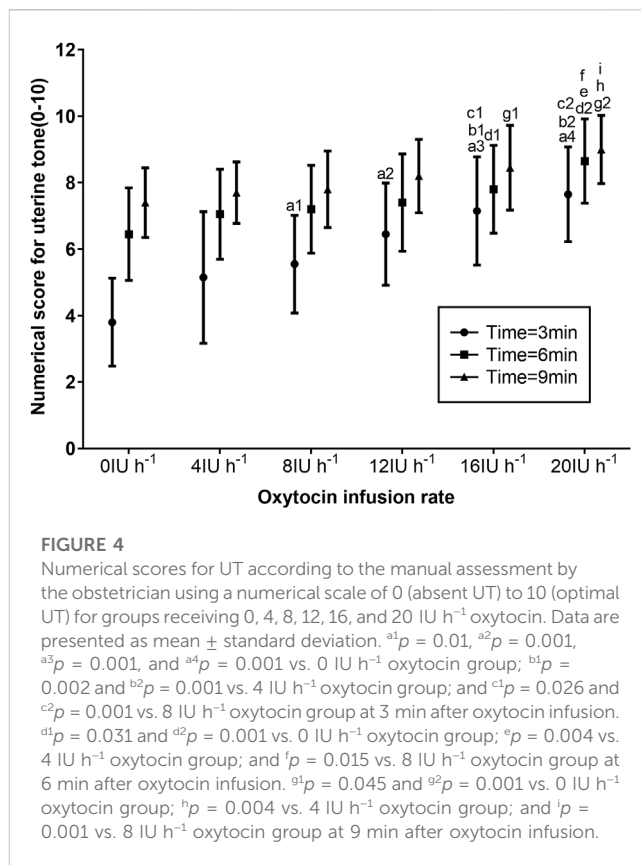 Numerical score for uterine tone(0-10)
12
10
8
6
4
2
0
a1
a2
c1
b1
a3
d1
g1
c2
b2
a4
f
e
d2
i
h
g2
Time=3min
Time=6min
Time=9min
0IU h⁻¹ 4IU h⁻¹ 8IU h⁻¹ 12IU h⁻¹ 16IU h⁻¹ 20IU h⁻¹
Oxytocin infusion rate
FIGURE 4
Numerical scores for UT according to the manual assessment by
the obstetrician using a numerical scale of 0 (absent UT) to 10 (optimal
UT) for groups receiving 0, 4, 8, 12, 16, and 20 IU h⁻¹ oxytocin. Data are
presented as mean ± standard deviation. ᵃ¹p = 0.01, ᵃ²p = 0.001,
ᵃ³p = 0.001, and ᵃ⁴p = 0.001 vs. 0 IU h⁻¹ oxytocin group; ᵇ¹p =
0.002 and ᵇ²p = 0.001 vs. 4 IU h⁻¹ oxytocin group; and ᶜ¹p = 0.026 and
ᶜ²p = 0.001 vs. 8 IU h⁻¹ oxytocin group at 3 min after oxytocin infusion.
ᵈ¹p = 0.031 and ᵈ²p = 0.001 vs. 0 IU h⁻¹ oxytocin group; ᵉp = 0.004 vs.
4 IU h⁻¹ oxytocin group; and ᶠp = 0.015 vs. 8 IU h⁻¹ oxytocin group at
6 min after oxytocin infusion. ᵍ¹p = 0.045 and ᵍ²p = 0.001 vs. 0 IU h⁻¹
oxytocin group; ʰp = 0.004 vs. 4 IU h⁻¹ oxytocin group; and ⁱp =
0.001 vs. 8 IU h⁻¹ oxytocin group at 9 min after oxytocin infusion.